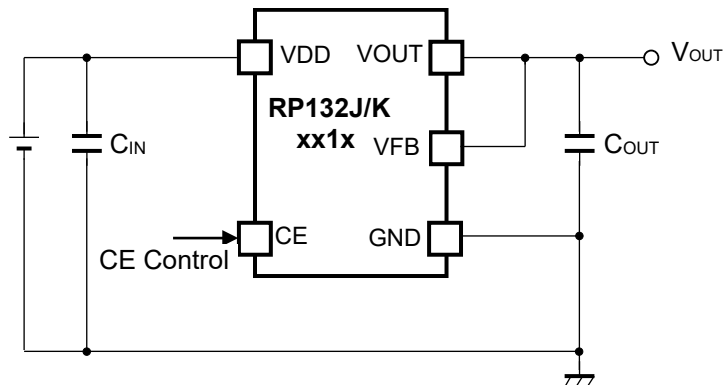 VDD
VOUT
VOUT
RP132J/K
xx1x
CIN
VFB
COUT
CE
GND
CE Control